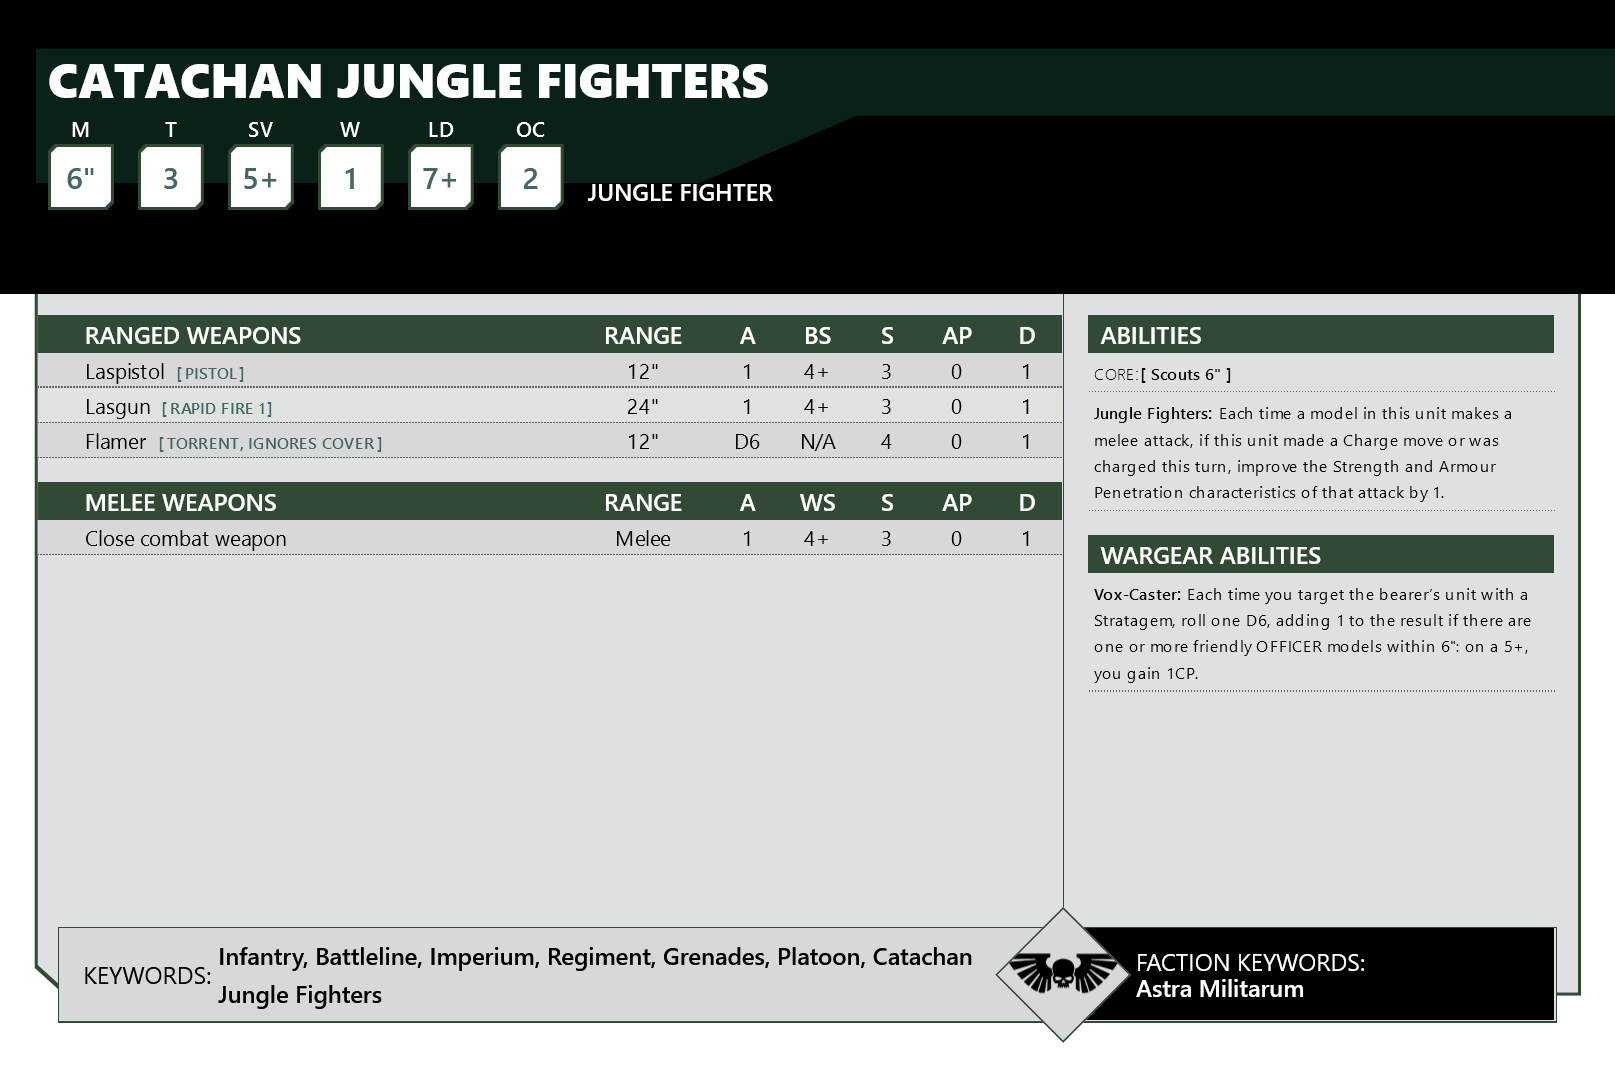 CATACHAN JUNGLE FIGHTERS
M T SV W LD OC
6" 3 5+ 1 7+ 2 JUNGLE FIGHTER
RANGED WEAPONS RANGE A BS S AP D
Laspistol [PISTOL] 12" 1 4+ 3 0 1
Lasgun [RAPID FIRE 1] 24" 1 4+ 3 0 1
Flamer [TORRENT, IGNORES COVER] 12" D6 N/A 4 0 1
MELEE WEAPONS RANGE A WS S AP D
Close combat weapon Melee 1 4+ 3 0 1
ABILITIES
CORE:[ Scouts 6" ]
Jungle Fighters: Each time a model in this unit makes a
melee attack, if this unit made a Charge move or was
charged this turn, improve the Strength and Armour
Penetration characteristics of that attack by 1.
WARGEAR ABILITIES
Vox-Caster: Each time you target the bearer's unit with a
Stratagem, roll one D6, adding 1 to the result if there are
one or more friendly OFFICER models within 6": on a 5+,
you gain 1CP.
KEYWORDS: Infantry, Battleline, Imperium, Regiment, Grenades, Platoon, Catachan
Jungle Fighters
FACTION KEYWORDS:
Astra Militarum